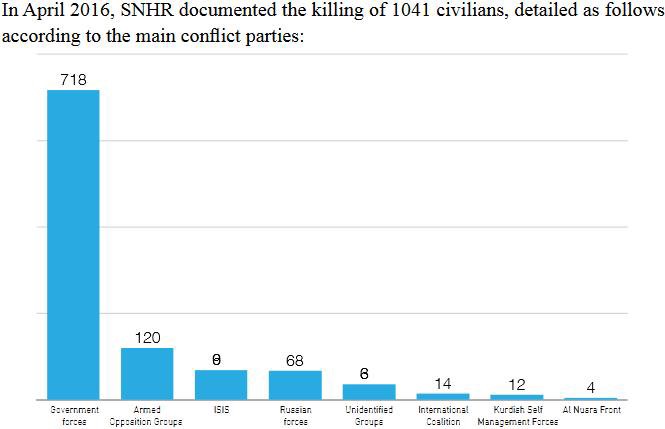 In April 2016, SNHR documented the killing of 1041 civilians, detailed as follows
according to the main conflict parties:
718
120
68
14
12
4
Government
forces
Armed
Opposition Groups
ISIS
Russian
forces
Unidentified
Groups
International
Coalition
Kurdish Self
Management Forces
Al Nusra Front